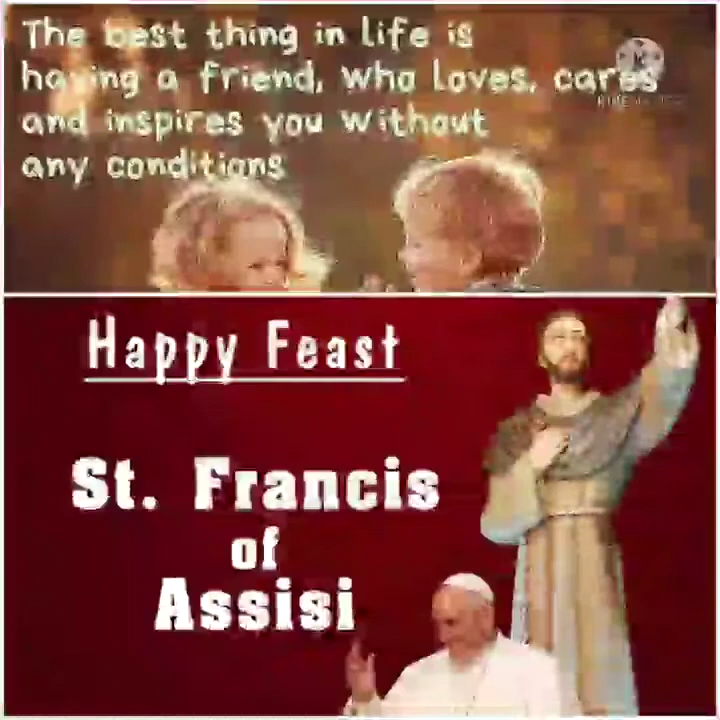 The best thing in life is
having a friend, who loves, cares
and inspires you without
any conditions
Happy Feast
St. Francis
of
Assisi